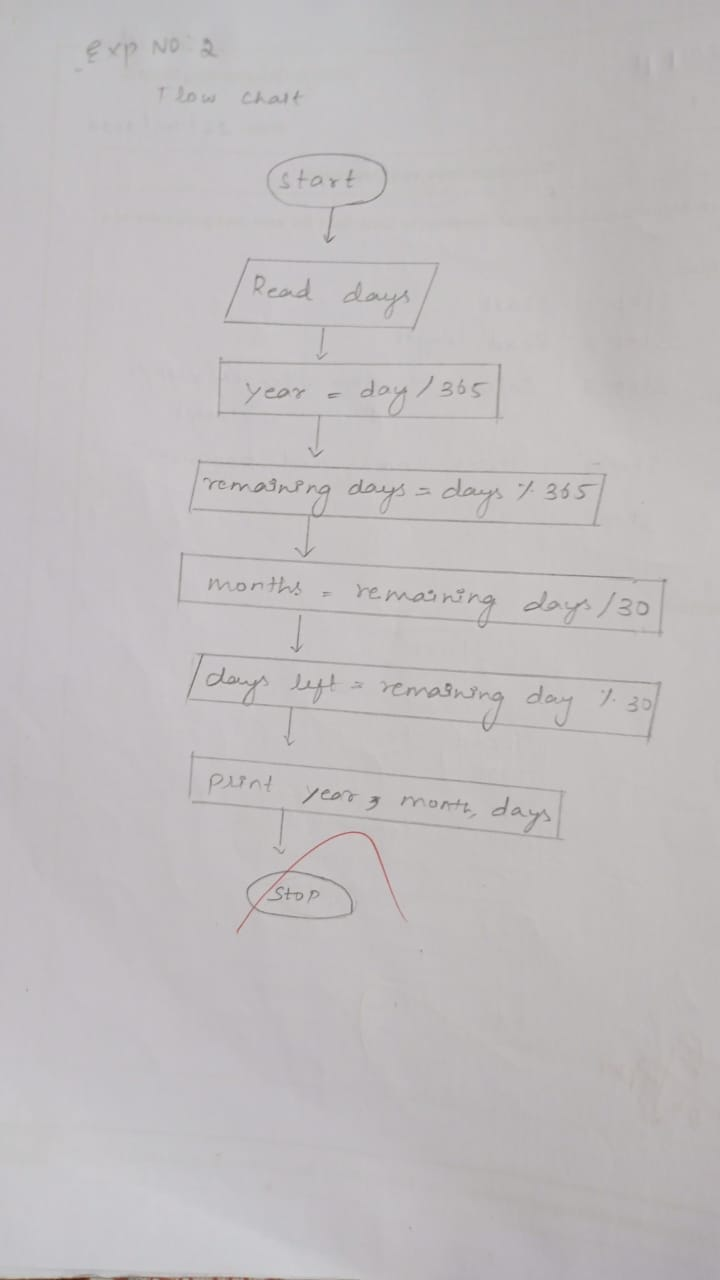 Exp NO: 2
Flow chart
Start
Read days
year = day / 365
remaining days = days % 365
months = remaining days / 30
days left = remaining day % 30
print year, month, days
Stop